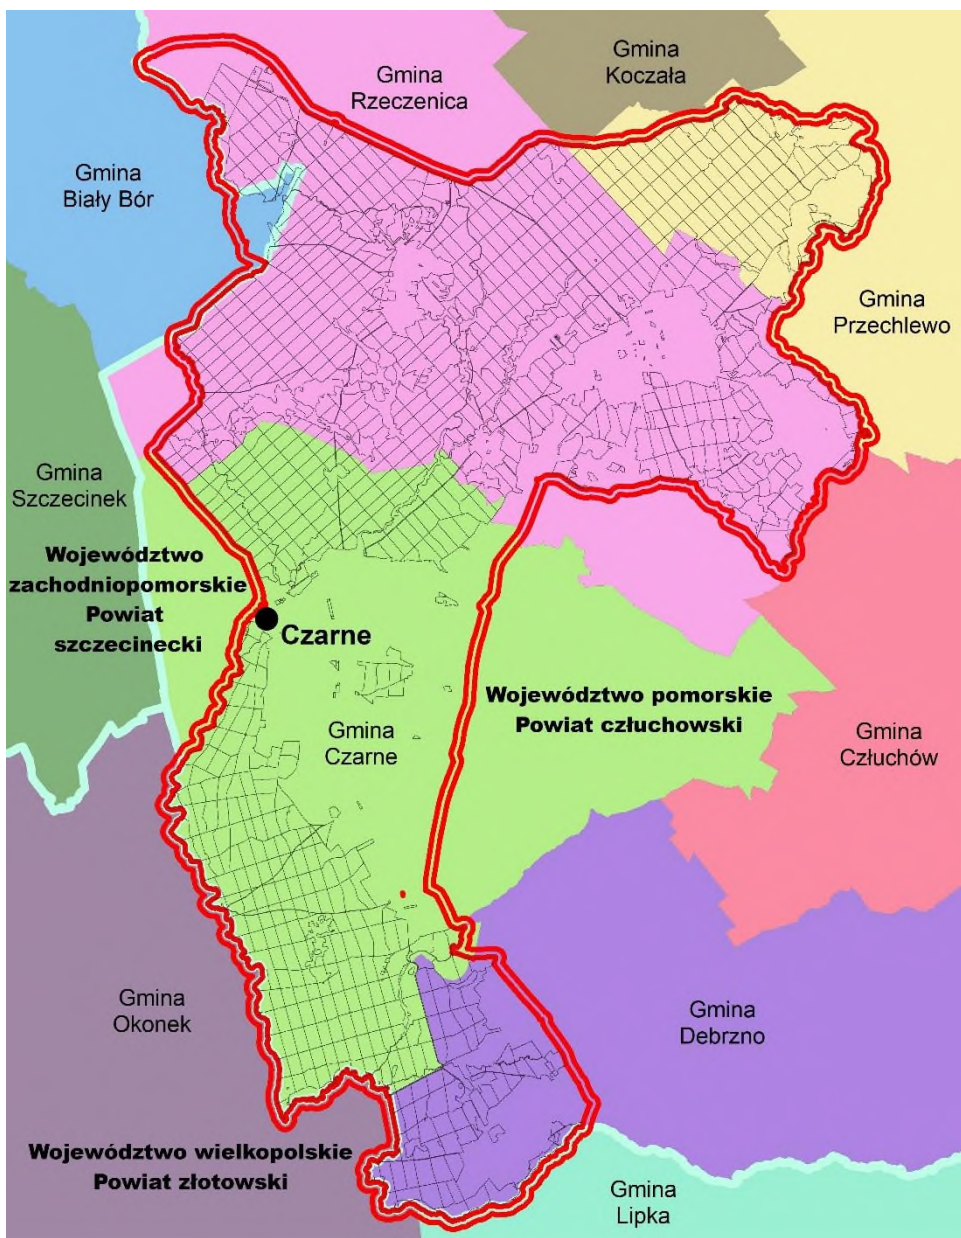 Gmina
Koczała
Gmina
Rzeczenica
Gmina
Biały Bór
Gmina
Przechlewo
Gmina
Szczecinek
Województwo
zachodniopomorskie
Powiat
szczecinecki
Czarne
Województwo pomorskie
Powiat człuchowski
Gmina
Czarne
Gmina
Człuchów
Gmina
Okonek
Gmina
Debrzno
Województwo wielkopolskie
Powiat złotowski
Gmina
Lipka